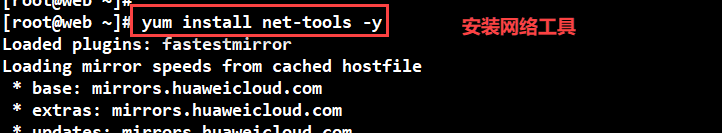 [root@web ~]#
[root@web ~]# yum install net-tools -y
安装网络工具
Loaded plugins: fastestmirror
Loading mirror speeds from cached hostfile
* base: mirrors.huaweicloud.com
* extras: mirrors.huaweicloud.com
* updates: mirrors.huaweicloud.com